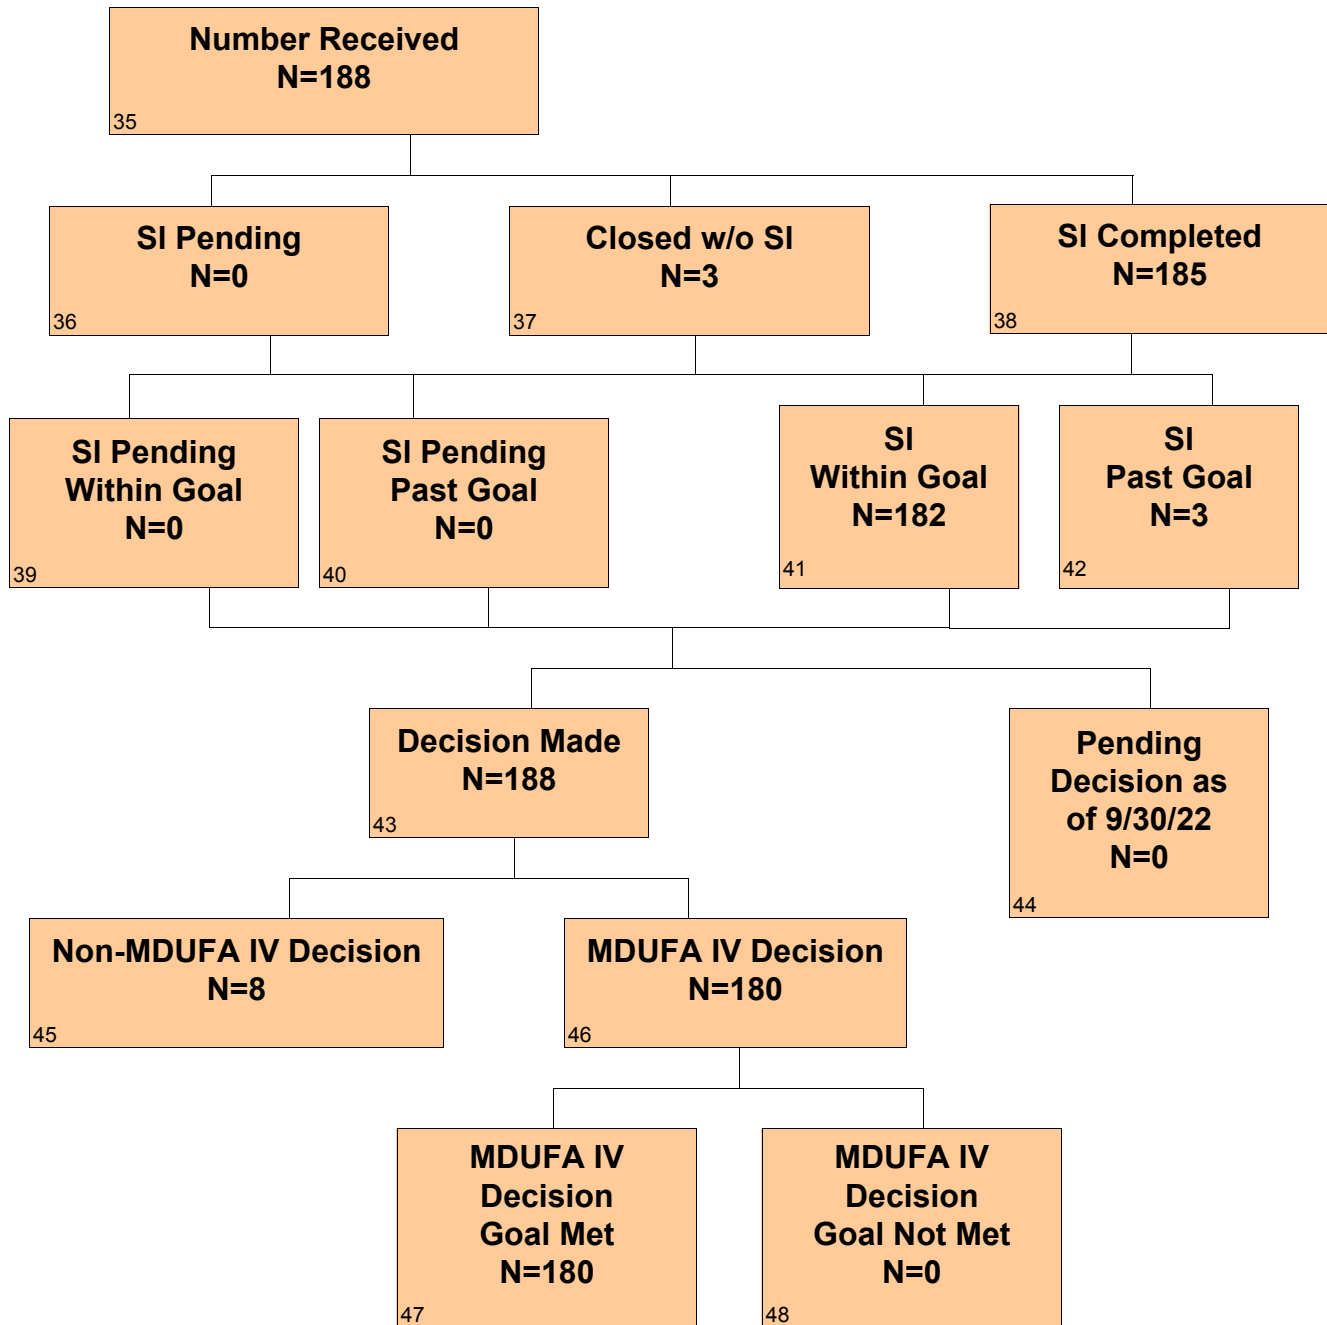 Number Received
N=188
35
SI Pending
N=0
36
Closed w/o SI
N=3
37
SI Completed
N=185
38
SI Pending
Within Goal
N=0
39
SI Pending
Past Goal
N=0
40
SI
Within Goal
N=182
41
SI
Past Goal
N=3
42
Decision Made
N=188
43
Pending
Decision as
of 9/30/22
N=0
44
Non-MDUFA IV Decision
N=8
45
MDUFA IV Decision
N=180
46
MDUFA IV
Decision
Goal Met
N=180
47
MDUFA IV
Decision
Goal Not Met
N=0
48